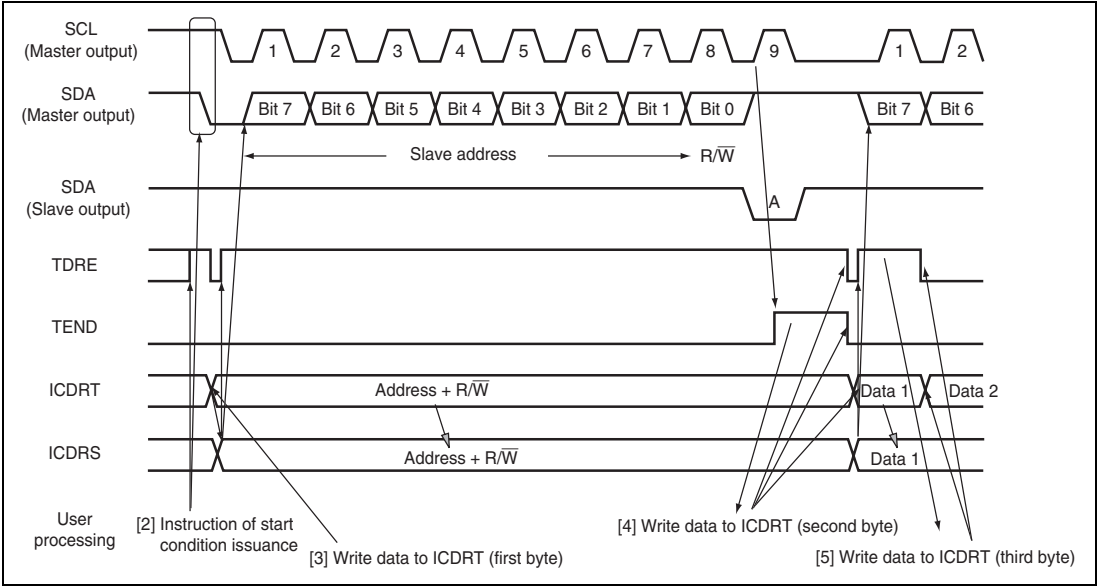 SCL
(Master output)
1 2 3 4 5 6 7 8 9 1 2
SDA
(Master output)
Bit 7 Bit 6 Bit 5 Bit 4 Bit 3 Bit 2 Bit 1 Bit 0 Bit 7 Bit 6
Slave address R/W̅
SDA
(Slave output)
A
TDRE
TEND
ICDRT
Address + R/W̅ Data 1 Data 2
ICDRS
Address + R/W̅ Data 1
User
processing
[2] Instruction of start
condition issuance
[3] Write data to ICDRT (first byte)
[4] Write data to ICDRT (second byte)
[5] Write data to ICDRT (third byte)